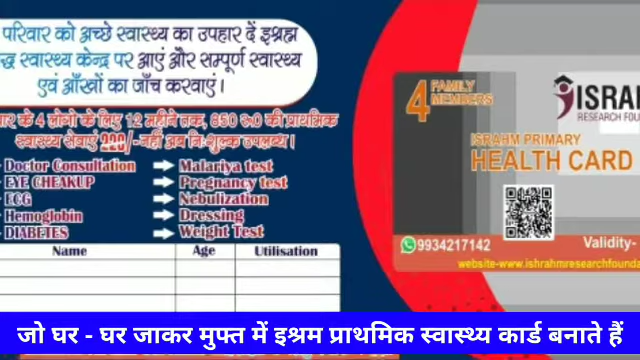 परिवार को अच्छे स्वास्थ्य का उपहार दें इश्रह्म
स्वास्थ्य केन्द्र पर आएं और सम्पूर्ण स्वास्थ्य
एवं आँखों का जाँच करवाएं।
के 4 लोगो के लिए 12 महीने तक, 650 रू0 की प्राथमिक
स्वास्थ्य सेवाएं 220/- नहीं अब निःशुल्क उपलब्ध।
Doctor Consultation
EYE CHEAKUP
ECG
Hemoglobin
DIABETES
Malariya test
Pregnancy test
Nebulization
Dressing
Weight Test
Name Age Utilisation
4 FAMILY
MEMBERS
ISRAH
RESEARCH FOU
ISRAHM PRIMARY
HEALTH CARD
9934217142
Validity-
website-www.ishrahmresearchfounda
जो घर - घर जाकर मुफ्त में इश्रम प्राथमिक स्वास्थ्य कार्ड बनाते हैं